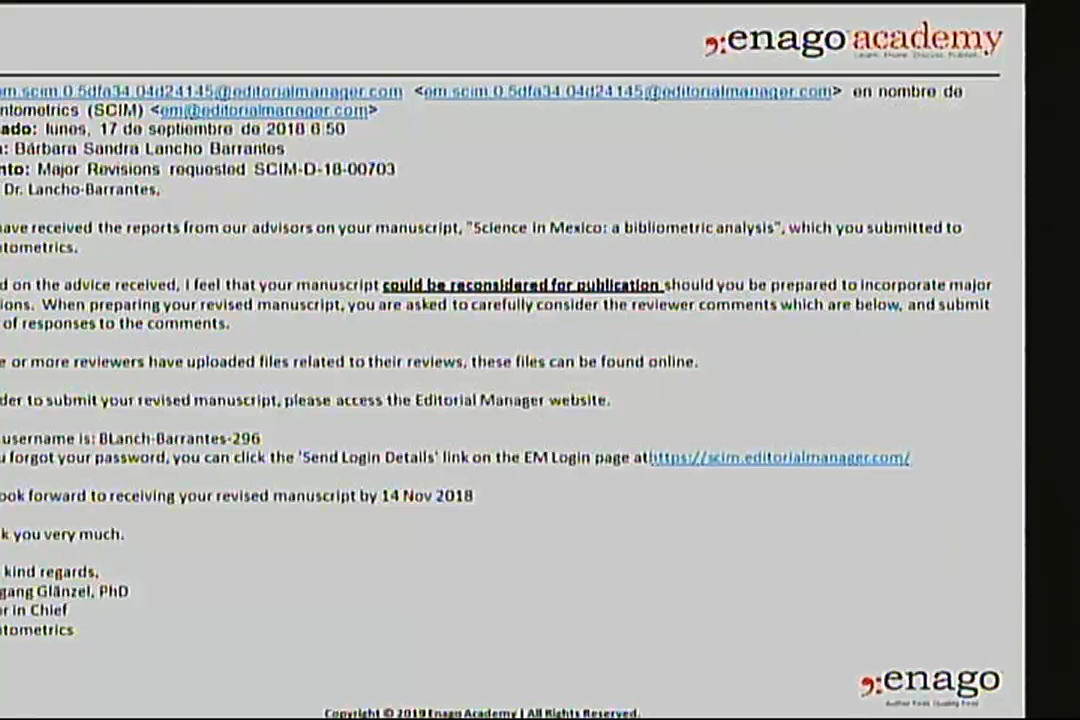 enago academy
Learn. Share. Discuss. Publish.
em.scim.0.5dfa34.04d24145@editorialmanager.com <em.scim.0.5dfa34.04d24145@editorialmanager.com> en nombre de
ntometrics (SCIM) <em@editorialmanager.com>
ado: lunes, 17 de septiembre de 2018 6:50
a: Bárbara Sandra Lancho Barrantes
nto: Major Revisions requested SCIM-D-18-00703
Dr. Lancho-Barrantes,
ave received the reports from our advisors on your manuscript, "Science in Mexico: a bibliometric analysis", which you submitted to
tometrics.
d on the advice received, I feel that your manuscript could be reconsidered for publication should you be prepared to incorporate major
ions. When preparing your revised manuscript, you are asked to carefully consider the reviewer comments which are below, and submit
of responses to the comments.
e or more reviewers have uploaded files related to their reviews, these files can be found online.
der to submit your revised manuscript, please access the Editorial Manager website.
username is: BLanch-Barrantes-296
u forgot your password, you can click the 'Send Login Details' link on the EM Login page athttps://scim.editorialmanager.com/
ook forward to receiving your revised manuscript by 14 Nov 2018
k you very much.
kind regards,
gang Glänzel, PhD
or in Chief
tometrics
enago
Author First, Quality First
Copyright © 2019 Enago Academy | All Rights Reserved.